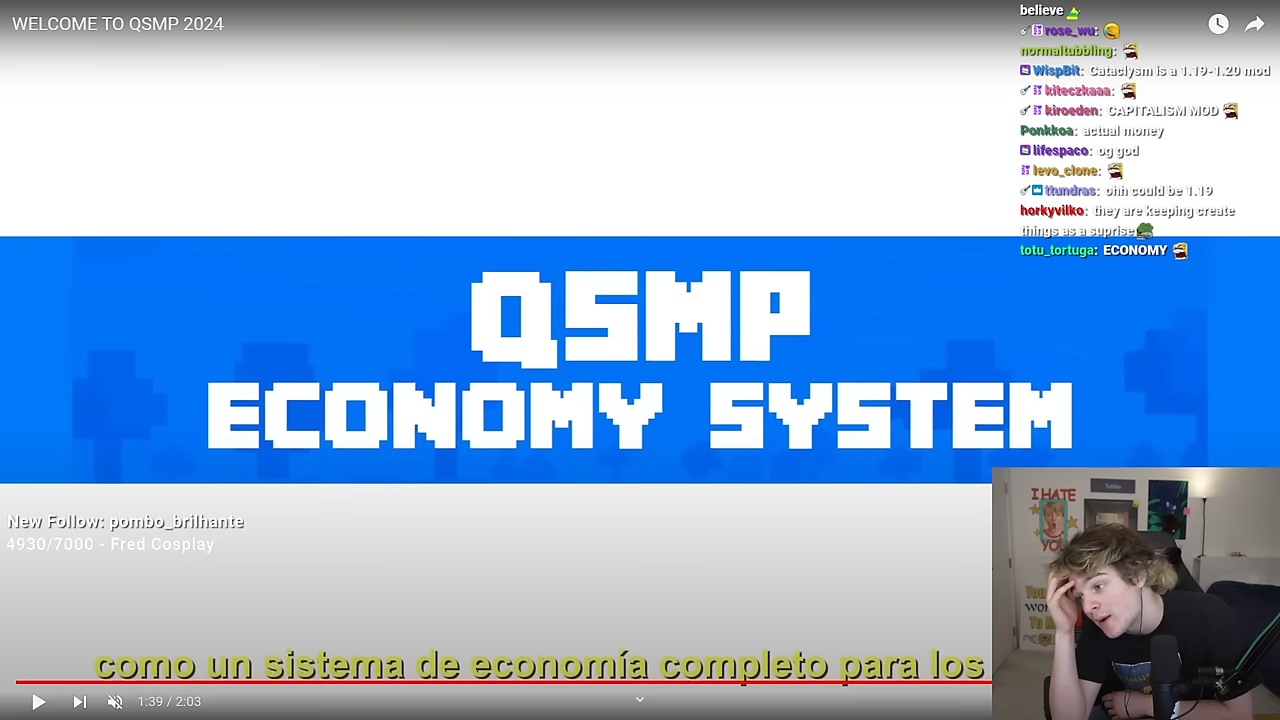 WELCOME TO QSMP 2024
believe
rose_wu:
normaltubbling:
WispBit: Cataclysm is a 1.19-1.20 mod
kiteczkaaa:
kiroeden: CAPITALISM MOD
Ponkkoa: actual money
lifespaco: og god
levo_clone:
ttundras: ohh could be 1.19
horkyvilko: they are keeping create
things as a suprise
totu_tortuga: ECONOMY
QSMP
ECONOMY SYSTEM
New Follow: pombo_brilhante
4930/7000 - Fred Cosplay
I HATE
YOU
como un sistema de economía completo para los
1:39 / 2:03